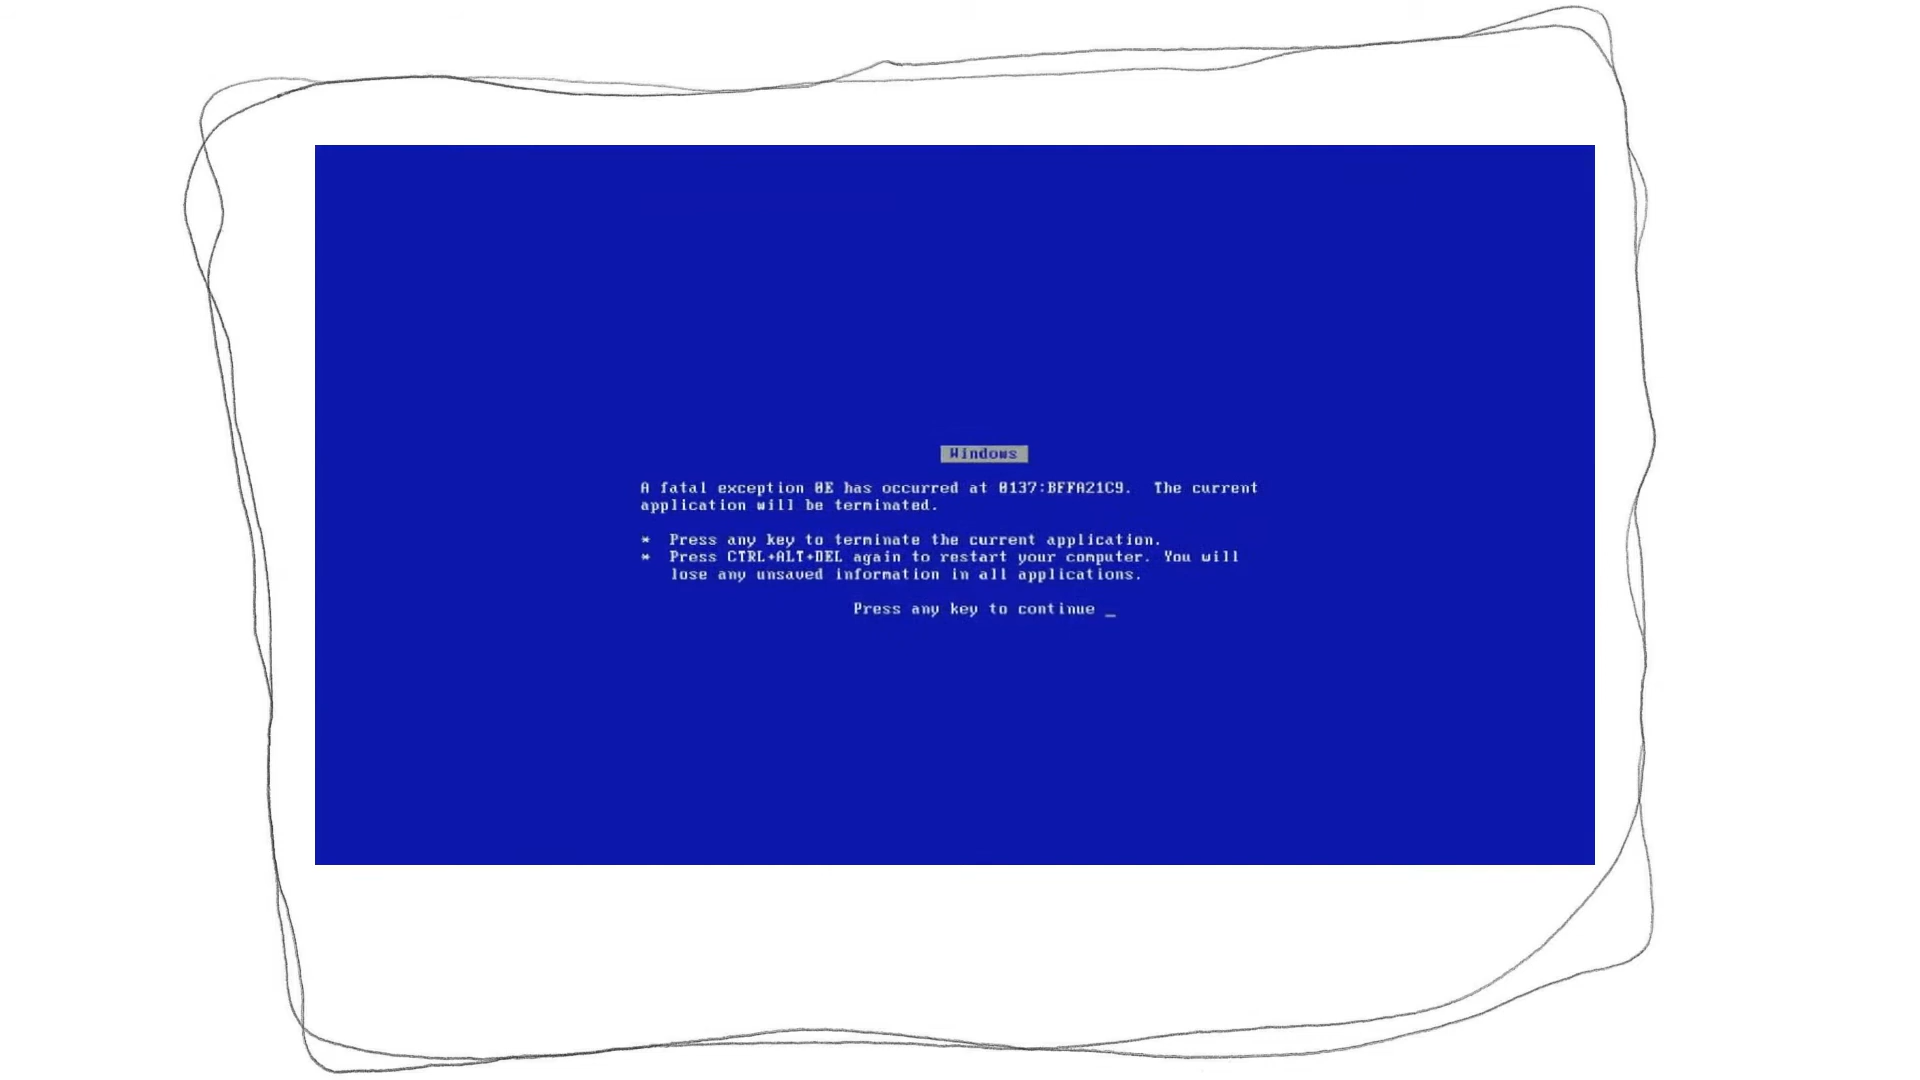 Windows
A fatal exception 0E has occurred at 0137:BFFA21C9. The current
application will be terminated.
* Press any key to terminate the current application.
* Press CTRL+ALT+DEL again to restart your computer. You will
lose any unsaved information in all applications.
Press any key to continue _